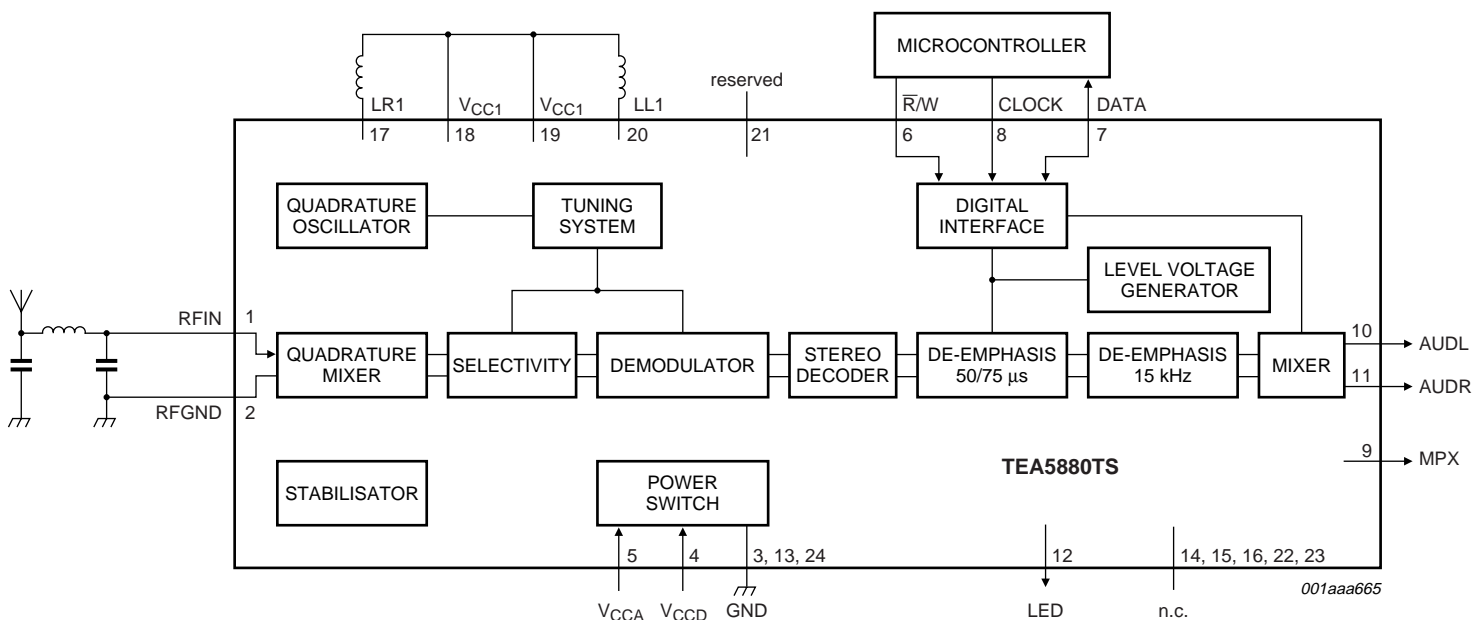 MICROCONTROLLER
reserved
LR1
VCC1
VCC1
LL1
R̅/W
CLOCK
DATA
17
18
19
20
21
6
8
7
QUADRATURE
OSCILLATOR
TUNING
SYSTEM
DIGITAL
INTERFACE
LEVEL VOLTAGE
GENERATOR
RFIN
1
QUADRATURE
MIXER
SELECTIVITY
DEMODULATOR
STEREO
DECODER
DE-EMPHASIS
50/75 µs
DE-EMPHASIS
15 kHz
MIXER
10
AUDL
11
AUDR
RFGND
2
9
MPX
TEA5880TS
STABILISATOR
POWER
SWITCH
5
4
3, 13, 24
12
14, 15, 16, 22, 23
001aaa665
VCCA
VCCD
GND
LED
n.c.